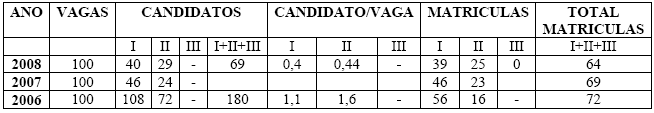 ANO VAGAS CANDIDATOS CANDIDATO/VAGA MATRICULAS TOTAL MATRICULAS
I II III I+II+III I II III I II III I+II+III
2008 100 40 29 - 69 0,4 0,44 - 39 25 0 64
2007 100 46 24 - 46 23 69
2006 100 108 72 - 180 1,1 1,6 - 56 16 - 72